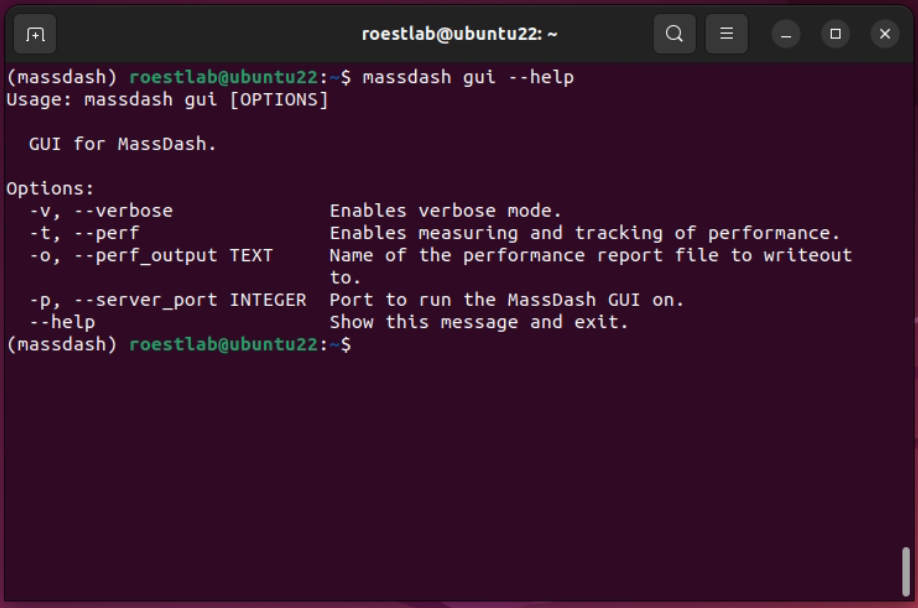 roestlab@ubuntu22: ~
(massdash) roestlab@ubuntu22:~$ massdash gui --help
Usage: massdash gui [OPTIONS]
GUI for MassDash.
Options:
-v, --verbose Enables verbose mode.
-t, --perf Enables measuring and tracking of performance.
-o, --perf_output TEXT Name of the performance report file to writeout
to.
-p, --server_port INTEGER Port to run the MassDash GUI on.
--help Show this message and exit.
(massdash) roestlab@ubuntu22:~$